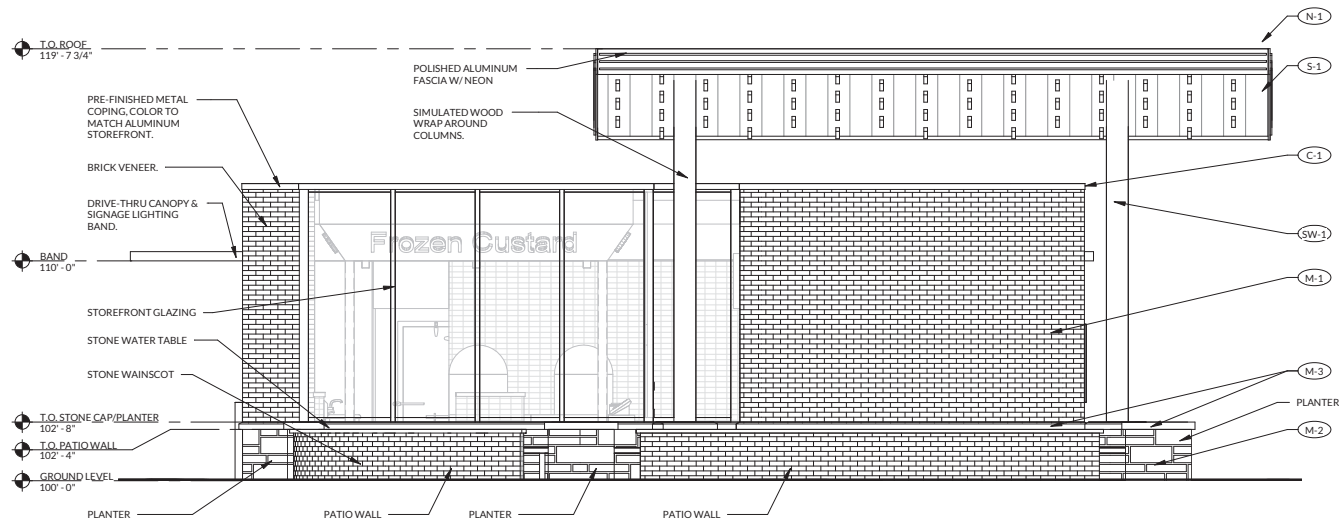 N-1
T.O. ROOF
119' - 7 3/4"
POLISHED ALUMINUM
FASCIA W/ NEON
S-1
PRE-FINISHED METAL
COPING, COLOR TO
MATCH ALUMINUM
STOREFRONT.
SIMULATED WOOD
WRAP AROUND
COLUMNS.
C-1
BRICK VENEER.
DRIVE-THRU CANOPY &
SIGNAGE LIGHTING
BAND.
Frozen Custard
SW-1
BAND
110' - 0"
M-1
STOREFRONT GLAZING
STONE WATER TABLE
STONE WAINSCOT
M-3
PLANTER
T.O. STONE CAP/PLANTER
102' - 8"
T.O. PATIO WALL
102' - 4"
M-2
GROUND LEVEL
100' - 0"
PLANTER
PATIO WALL
PLANTER
PATIO WALL